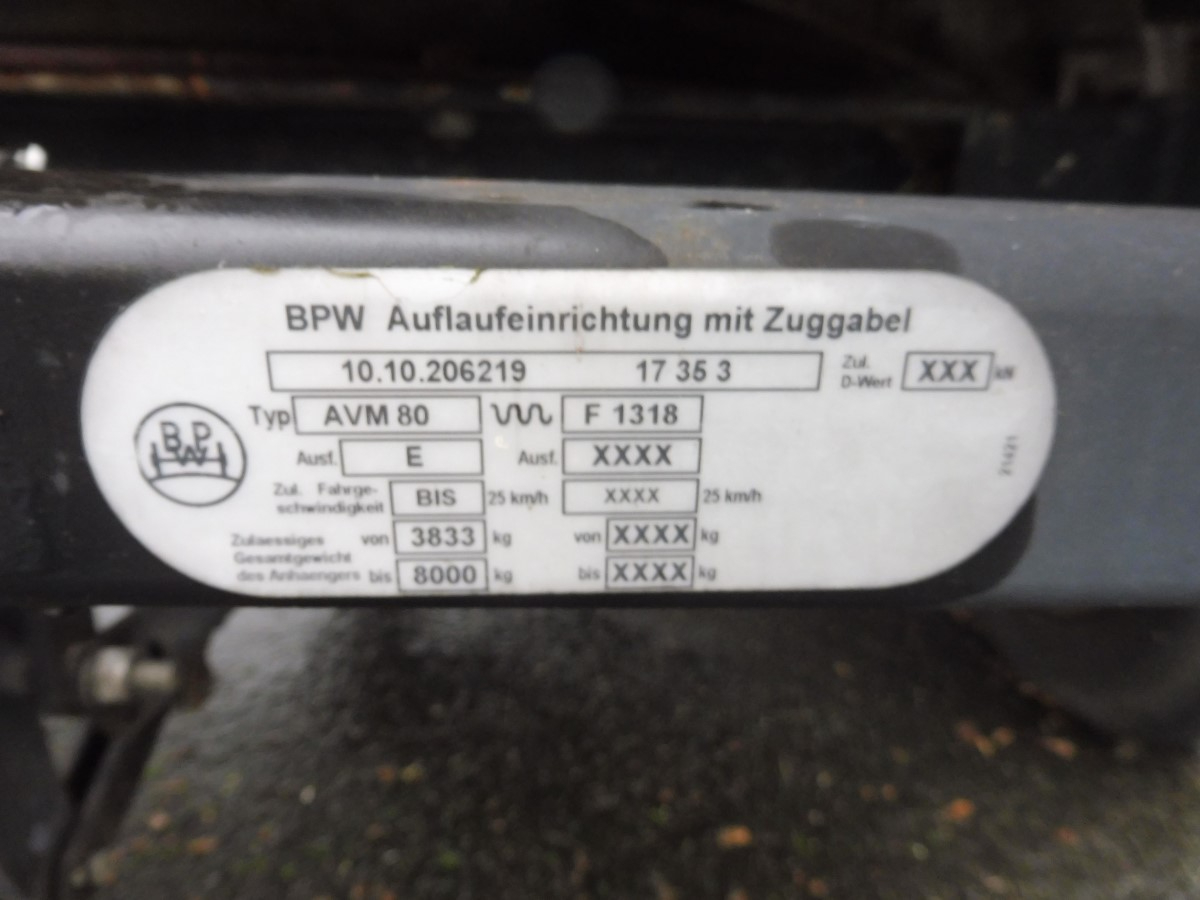 BPW Auflaufeinrichtung mit Zuggabel
10.10.206219 17 35 3 Zul. D-Wert XXX kN
BPW
Typ AVM 80 F 1318
Ausf. E Ausf. XXXX
Zul. Fahrge-
schwindigkeit BIS 25 km/h XXXX 25 km/h
Zulaessiges von 3833 kg von XXXX kg
Gesamtgewicht
des Anhaengers bis 8000 kg bis XXXX kg